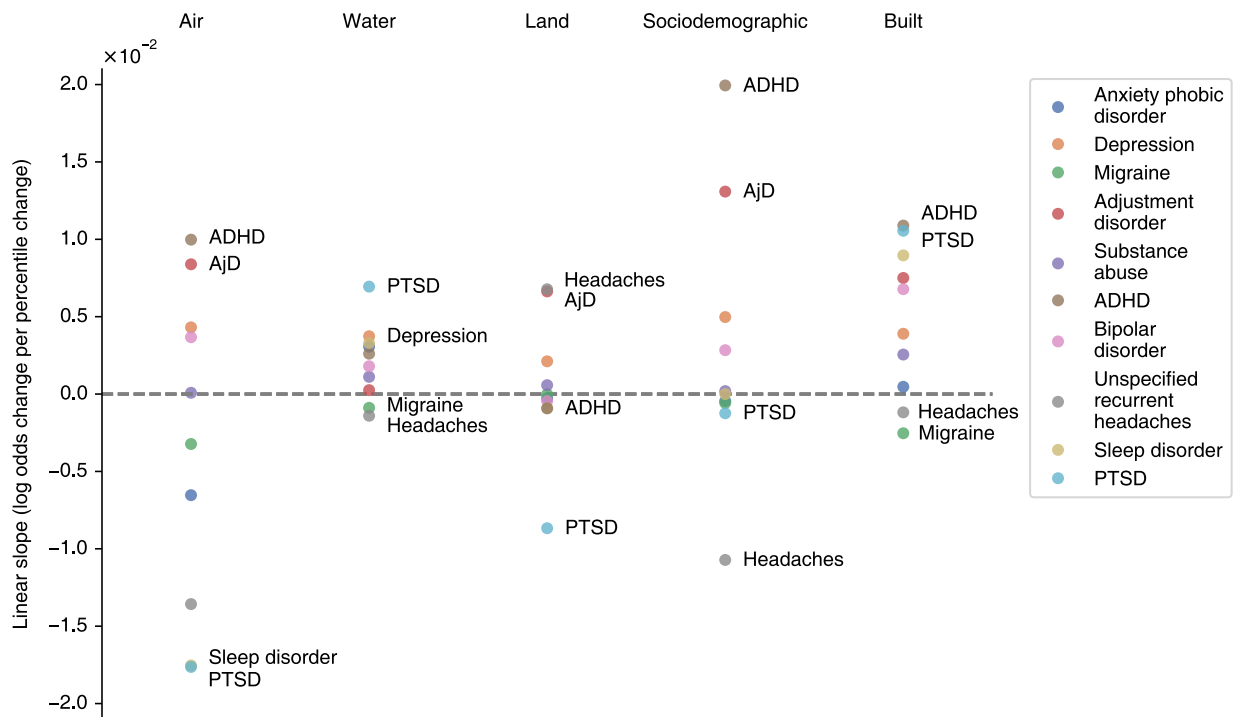 Air Water Land Sociodemographic Built
×10⁻²
2.0
1.5
1.0
0.5
0.0
−0.5
−1.0
−1.5
−2.0
Linear slope (log odds change per percentile change)
ADHD
AjD
Sleep disorder
PTSD
PTSD
Depression
Migraine
Headaches
Headaches
AjD
ADHD
PTSD
ADHD
AjD
PTSD
Headaches
ADHD
PTSD
Headaches
Migraine
Anxiety phobic
disorder
Depression
Migraine
Adjustment
disorder
Substance
abuse
ADHD
Bipolar
disorder
Unspecified
recurrent
headaches
Sleep disorder
PTSD